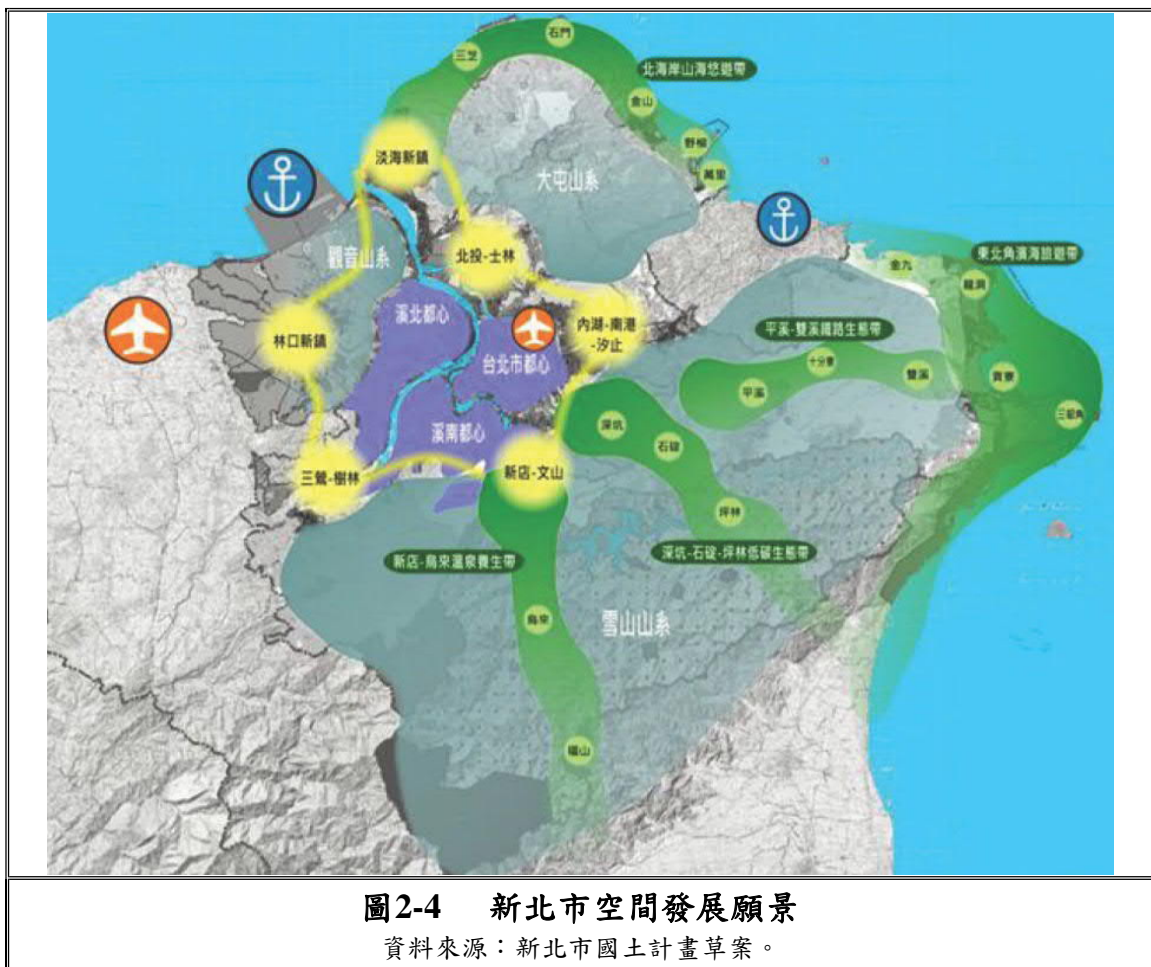 石門
三芝
北海岸山海悠遊帶
金山
淡海新鎮
野柳
萬里
大屯山系
觀音山系
北投-士林
東北角濱海旅遊帶
金九
龍洞
溪北都心
林口新鎮
內湖-南港
-汐止
平溪-雙溪鐵路生態帶
台北市都心
十分寮
雙溪
貢寮
平溪
三貂角
溪南都心
深坑
石碇
三鶯-樹林
新店-文山
坪林
新店-烏來溫泉養生帶
深坑-石碇-坪林低碳生態帶
烏來
雪山山系
福山
圖2-4 新北市空間發展願景
資料來源：新北市國土計畫草案。